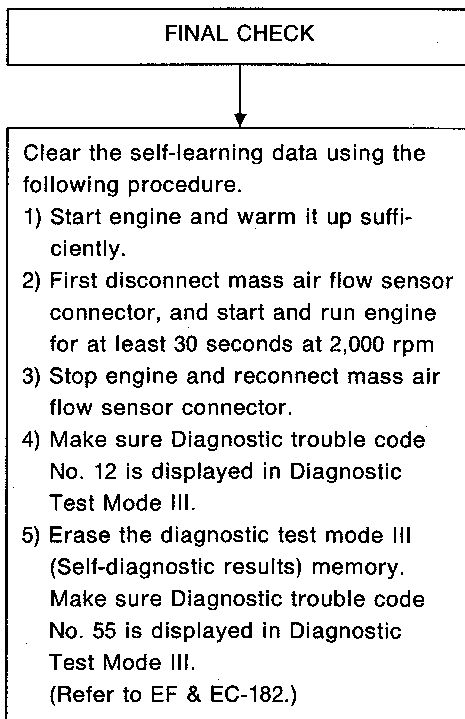 FINAL CHECK
Clear the self-learning data using the
following procedure.
1) Start engine and warm it up suffi-
ciently.
2) First disconnect mass air flow sensor
connector, and start and run engine
for at least 30 seconds at 2,000 rpm
3) Stop engine and reconnect mass air
flow sensor connector.
4) Make sure Diagnostic trouble code
No. 12 is displayed in Diagnostic
Test Mode III.
5) Erase the diagnostic test mode III
(Self-diagnostic results) memory.
Make sure Diagnostic trouble code
No. 55 is displayed in Diagnostic
Test Mode III.
(Refer to EF & EC-182.)